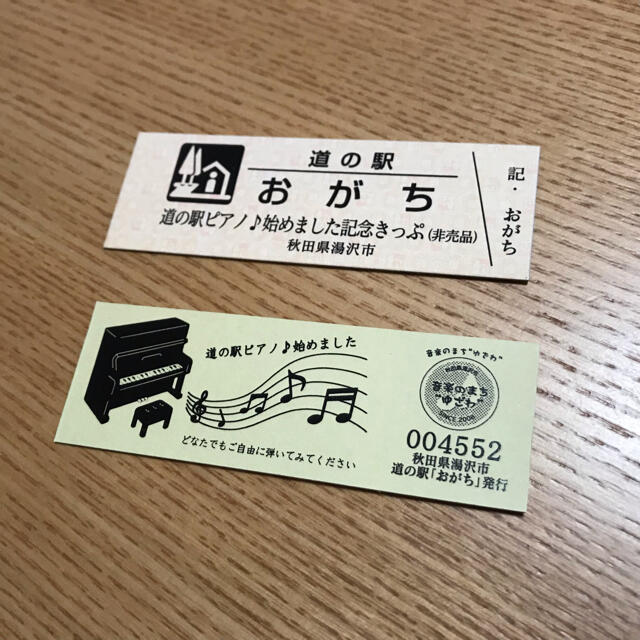 道の駅
おがち
道の駅ピアノ♪始めました記念きっぷ(非売品)
秋田県湯沢市
記・おがち
道の駅ピアノ♪始めました
どなたでもご自由に弾いてみてください
音楽のまち"ゆざわ"
音楽のまち
"ゆざわ"
SINCE 2006
004552
秋田県湯沢市
道の駅「おがち」発行